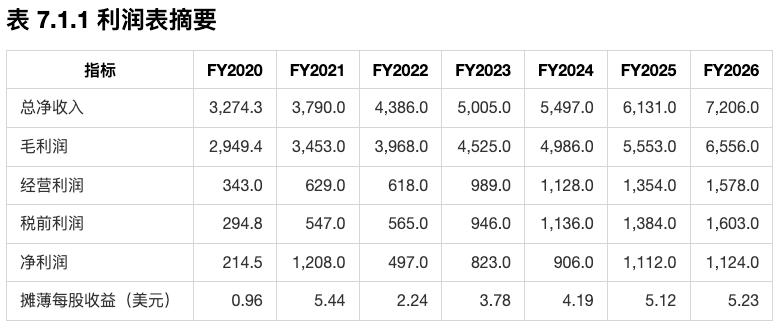 表 7.1.1 利润表摘要
指标 FY2020 FY2021 FY2022 FY2023 FY2024 FY2025 FY2026
总净收入 3,274.3 3,790.0 4,386.0 5,005.0 5,497.0 6,131.0 7,206.0
毛利润 2,949.4 3,453.0 3,968.0 4,525.0 4,986.0 5,553.0 6,556.0
经营利润 343.0 629.0 618.0 989.0 1,128.0 1,354.0 1,578.0
税前利润 294.8 547.0 565.0 946.0 1,136.0 1,384.0 1,603.0
净利润 214.5 1,208.0 497.0 823.0 906.0 1,112.0 1,124.0
摊薄每股收益（美元） 0.96 5.44 2.24 3.78 4.19 5.12 5.23